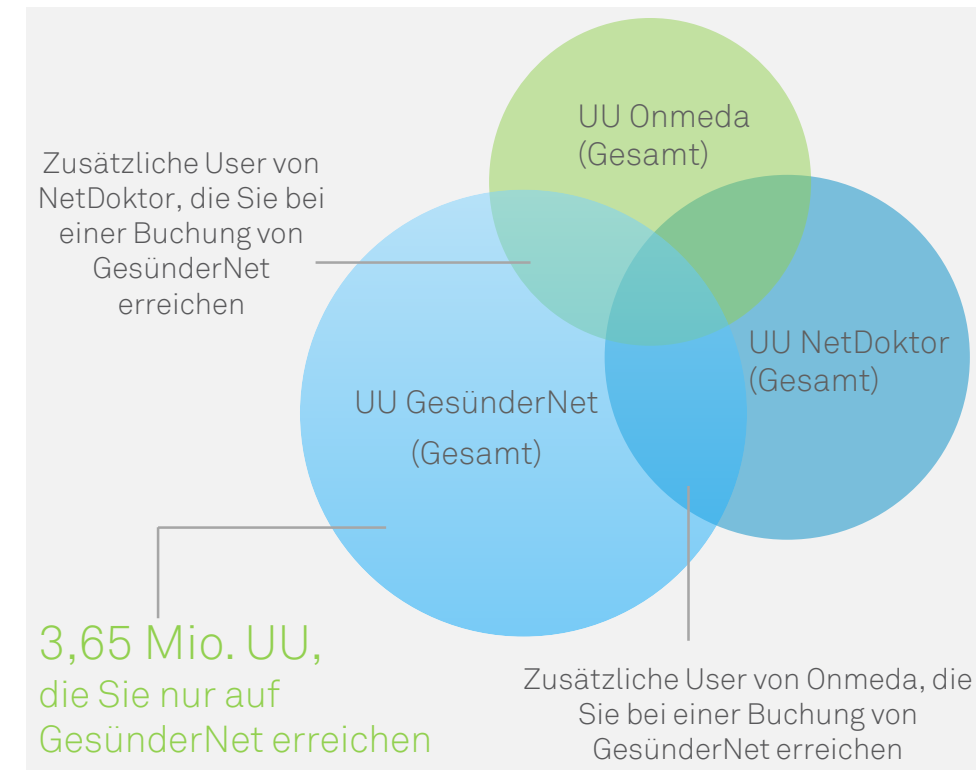 UU Onmeda
(Gesamt)
Zusätzliche User von
NetDoktor, die Sie bei
einer Buchung von
GesünderNet
erreichen
UU NetDoktor
(Gesamt)
UU GesünderNet
(Gesamt)
3,65 Mio. UU,
die Sie nur auf
GesünderNet erreichen
Zusätzliche User von Onmeda, die
Sie bei einer Buchung von
GesünderNet erreichen